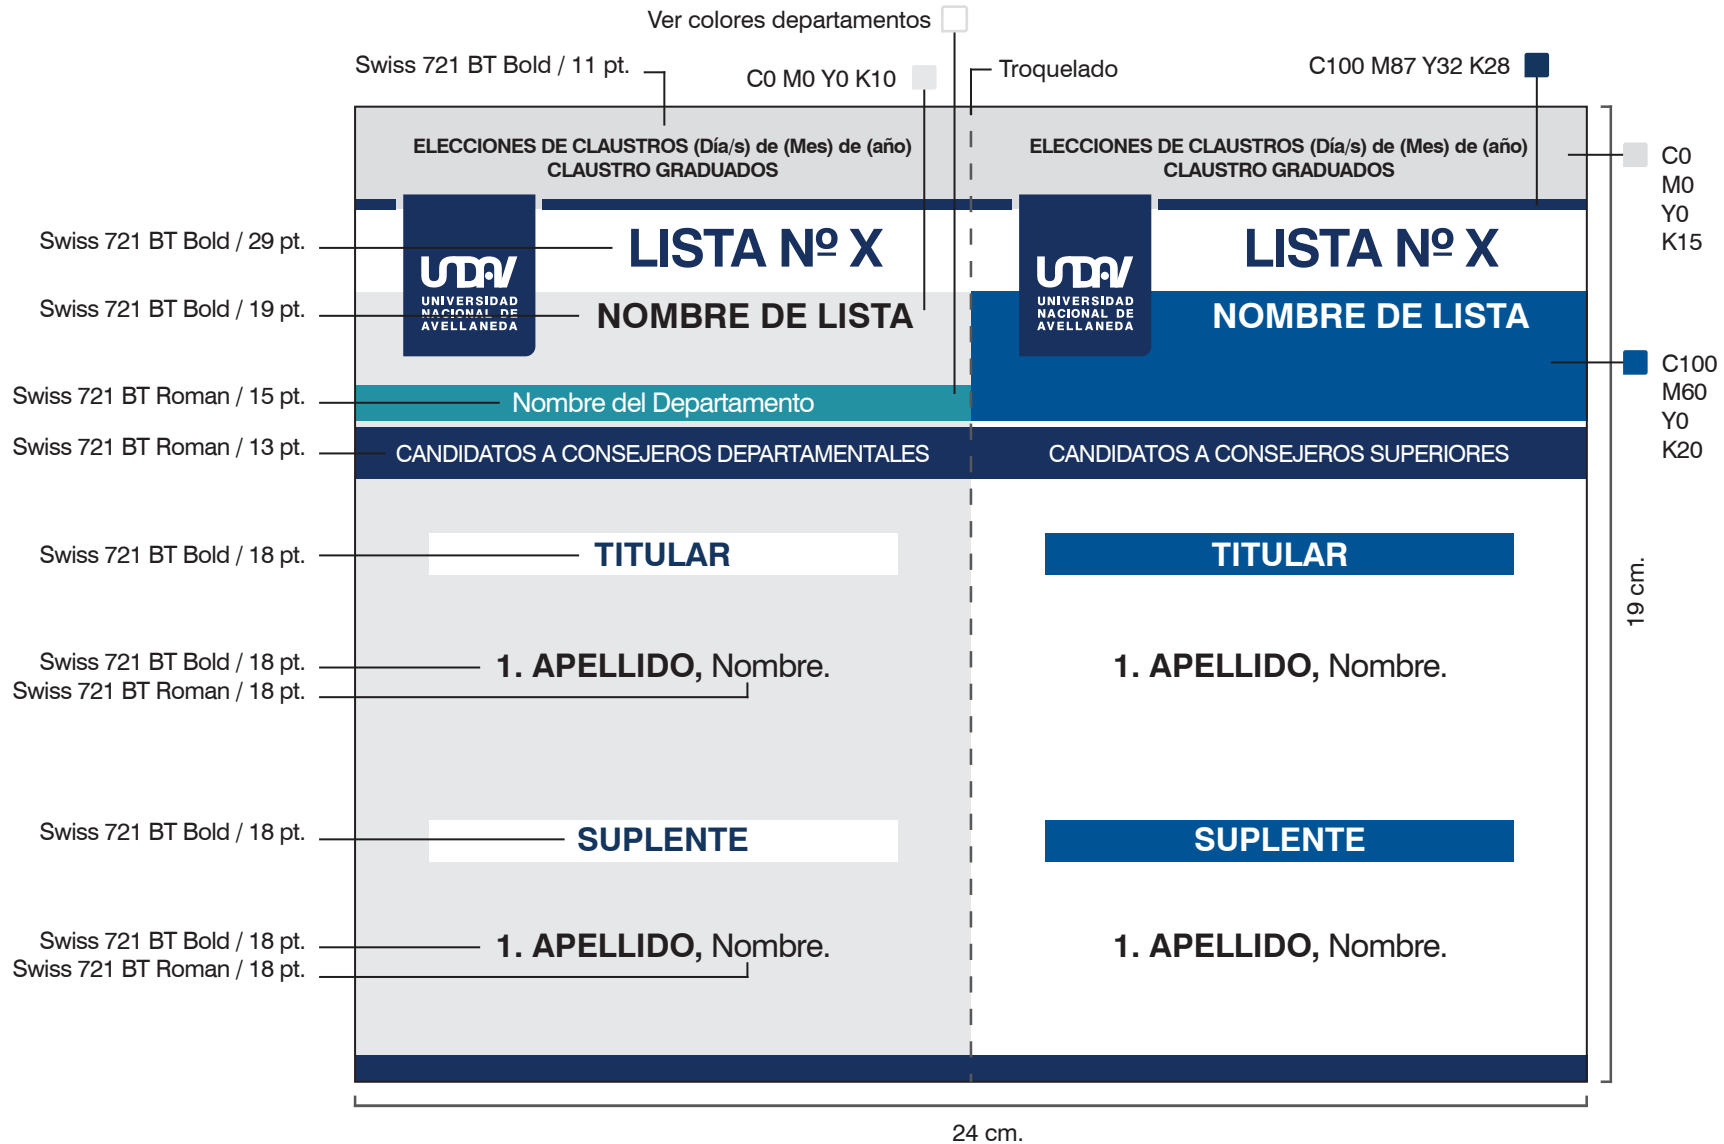 Ver colores departamentos
Swiss 721 BT Bold / 11 pt.
C0 M0 Y0 K10
Troquelado
C100 M87 Y32 K28
ELECCIONES DE CLAUSTROS (Día/s) de (Mes) de (año)
CLAUSTRO GRADUADOS
ELECCIONES DE CLAUSTROS (Día/s) de (Mes) de (año)
CLAUSTRO GRADUADOS
C0
M0
Y0
K15
Swiss 721 BT Bold / 29 pt.
LISTA Nº X
LISTA Nº X
UNDAV
UNIVERSIDAD
NACIONAL DE
AVELLANEDA
UNDAV
UNIVERSIDAD
NACIONAL DE
AVELLANEDA
Swiss 721 BT Bold / 19 pt.
NOMBRE DE LISTA
NOMBRE DE LISTA
C100
M60
Y0
K20
Swiss 721 BT Roman / 15 pt.
Nombre del Departamento
Swiss 721 BT Roman / 13 pt.
CANDIDATOS A CONSEJEROS DEPARTAMENTALES
CANDIDATOS A CONSEJEROS SUPERIORES
Swiss 721 BT Bold / 18 pt.
TITULAR
TITULAR
19 cm.
Swiss 721 BT Bold / 18 pt.
Swiss 721 BT Roman / 18 pt.
1. APELLIDO, Nombre.
1. APELLIDO, Nombre.
Swiss 721 BT Bold / 18 pt.
SUPLENTE
SUPLENTE
Swiss 721 BT Bold / 18 pt.
Swiss 721 BT Roman / 18 pt.
1. APELLIDO, Nombre.
1. APELLIDO, Nombre.
24 cm.